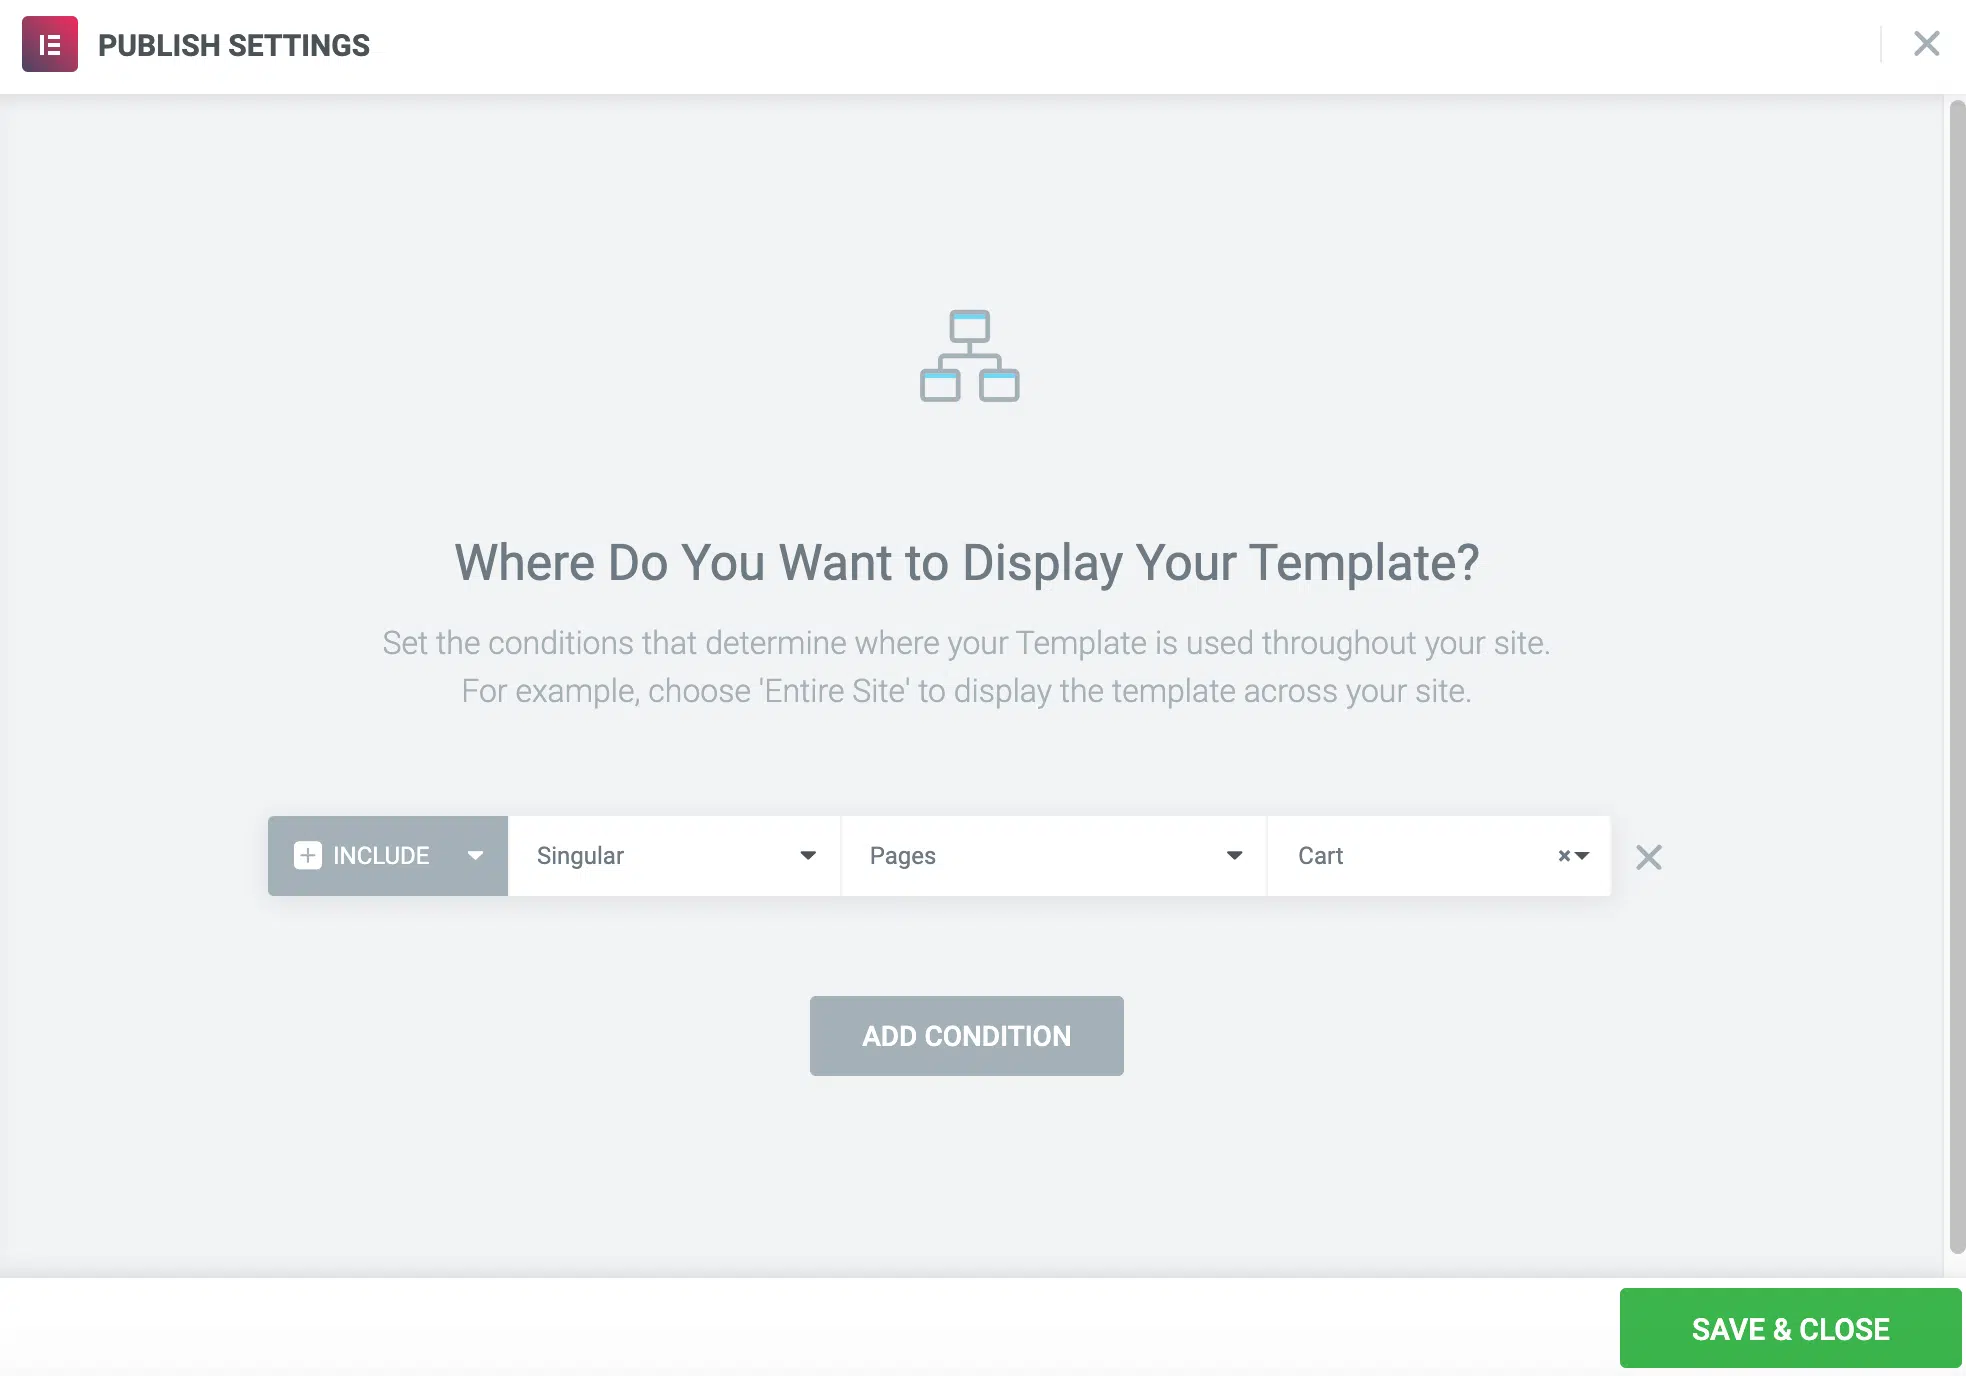 PUBLISH SETTINGS
Where Do You Want to Display Your Template?
Set the conditions that determine where your Template is used throughout your site.
For example, choose 'Entire Site' to display the template across your site.
INCLUDE Singular Pages Cart
ADD CONDITION
SAVE & CLOSE